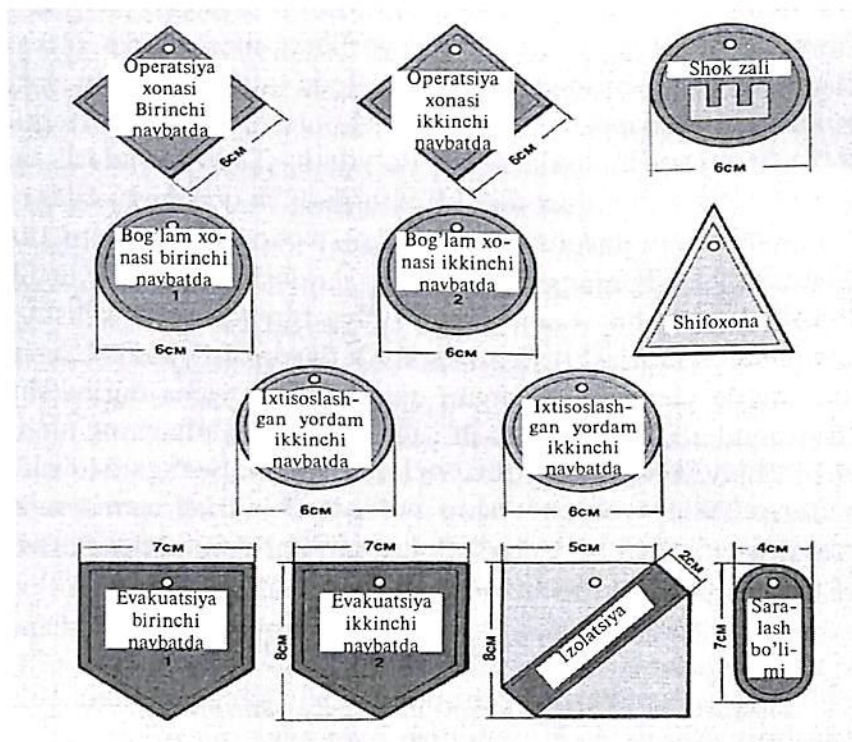 Operatsiya
xonasi
Birinchi
navbatda
6см
Operatsiya
xonasi
ikkinchi
navbatda
6см
Shok zali
6см
Bog'lam xo-
nasi birinchi
navbatda
1
6см
Bog'lam xo-
nasi ikkinchi
navbatda
2
6см
Shifoxona
Ixtisoslash-
gan yordam
ikkinchi
navbatda
6см
Ixtisoslash-
gan yordam
ikkinchi
navbatda
6см
7см
Evakuatsiya
birinchi
navbatda
1
8см
7см
Evakuatsiya
ikkinchi
navbatda
2
5см
2см
8см
Izolatsiya
4см
7см
Sara-
lash
bo'li-
mi